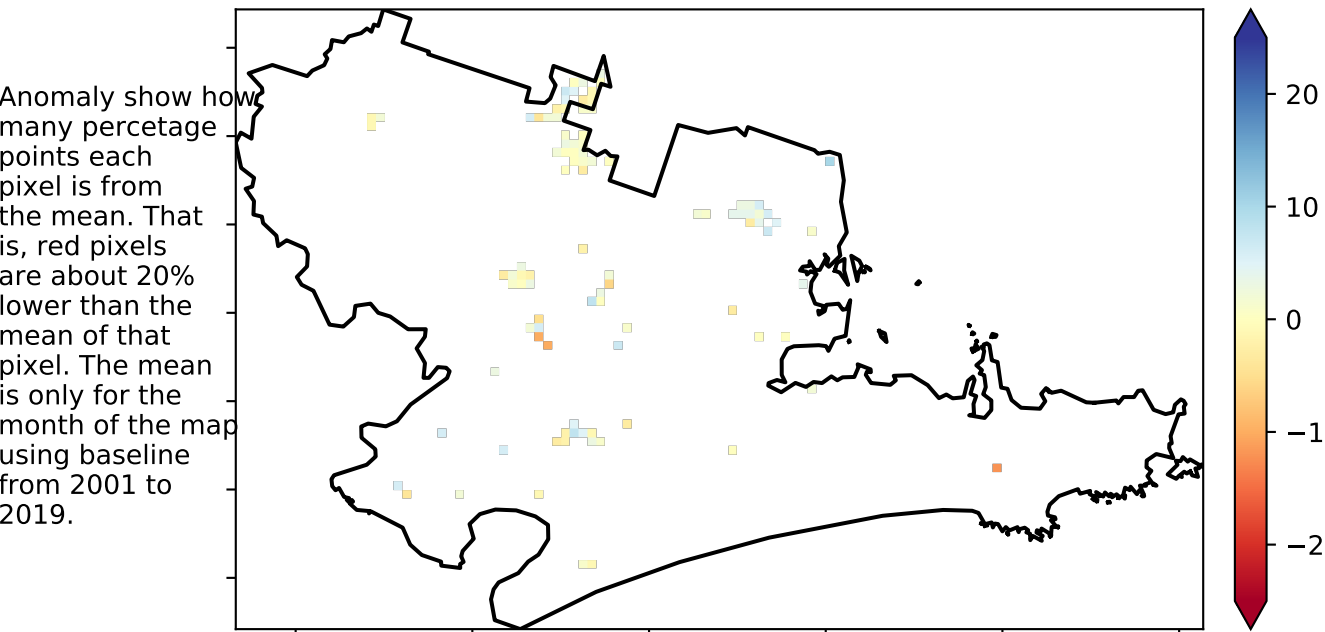 Anomaly show how
many percetage
points each
pixel is from
the mean. That
is, red pixels
are about 20%
lower than the
mean of that
pixel. The mean
is only for the
month of the map
using baseline
from 2001 to
2019.
20
10
0
−1
−2